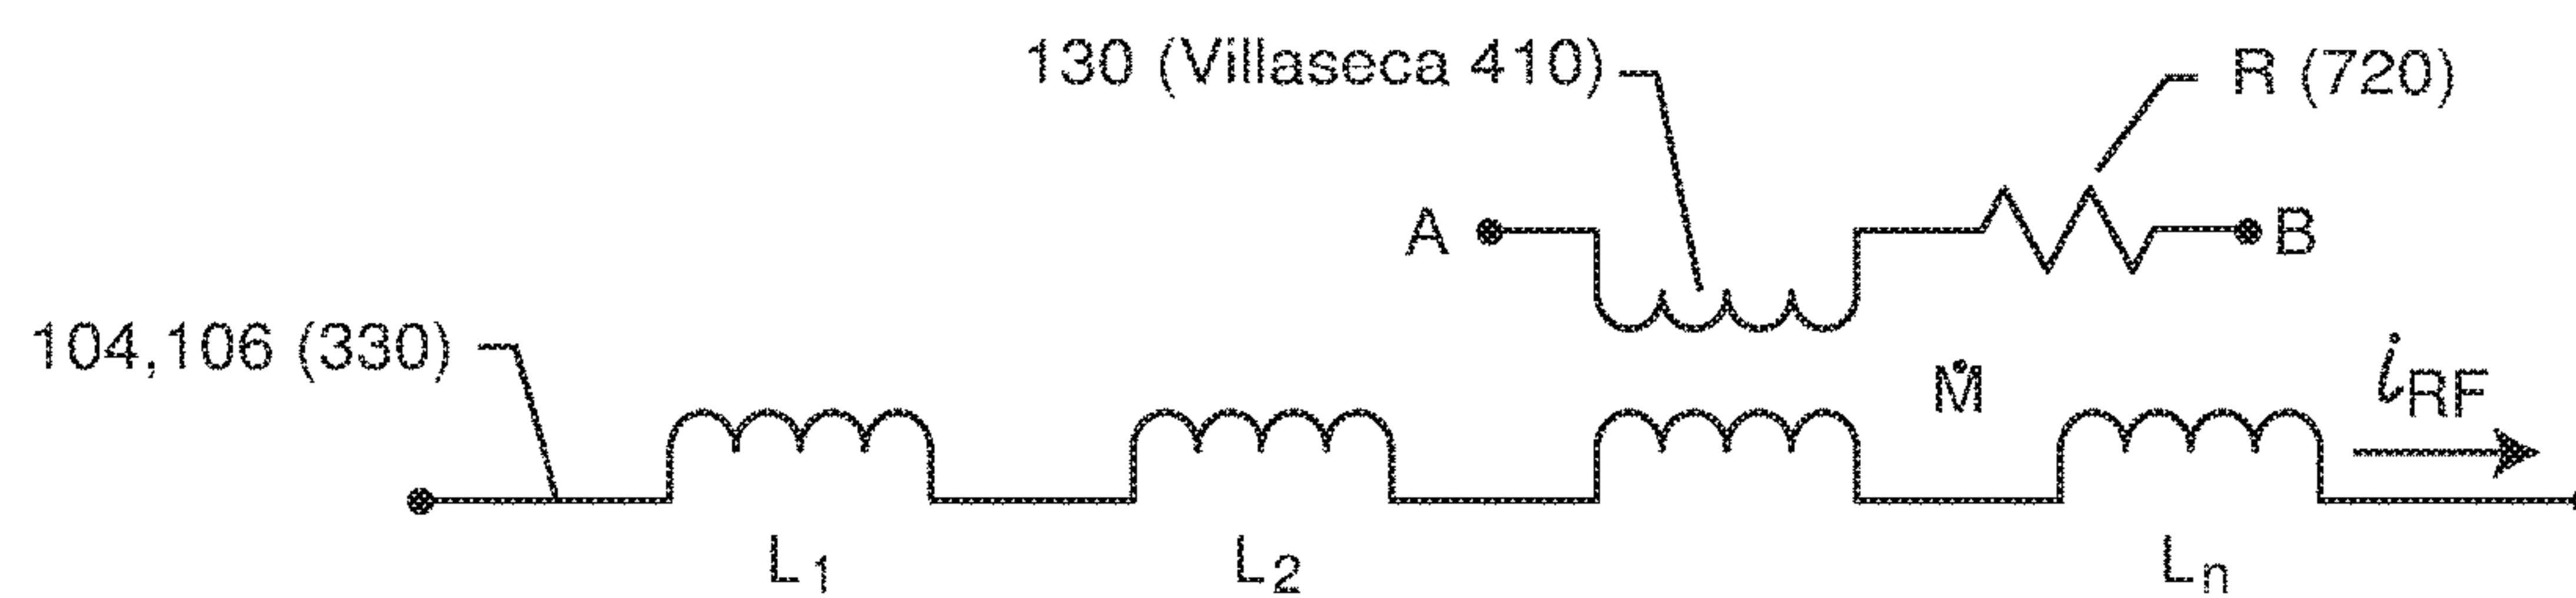 130 (Villaseca 410)
R (720)
A
B
104,106 (330)
M
iRF
L1
L2
Ln